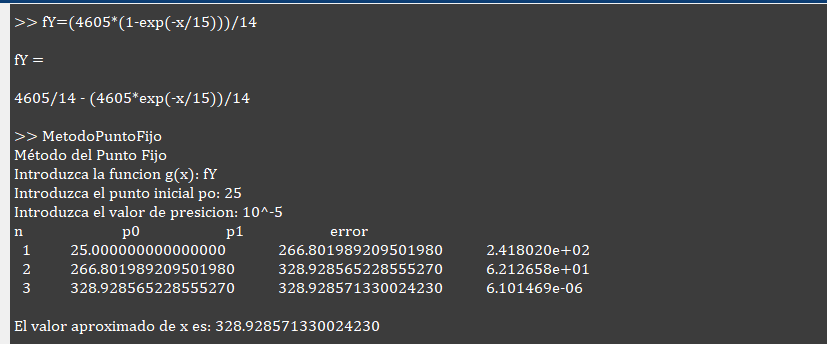 >> fY=(4605*(1-exp(-x/15)))/14
fY =
4605/14 - (4605*exp(-x/15))/14
>> MetodoPuntoFijo
Método del Punto Fijo
Introduzca la funcion g(x): fY
Introduzca el punto inicial po: 25
Introduzca el valor de presicion: 10^-5
n p0 p1 error
1 25.000000000000000 266.801989209501980 2.418020e+02
2 266.801989209501980 328.928565228555270 6.212658e+01
3 328.928565228555270 328.928571330024230 6.101469e-06
El valor aproximado de x es: 328.928571330024230